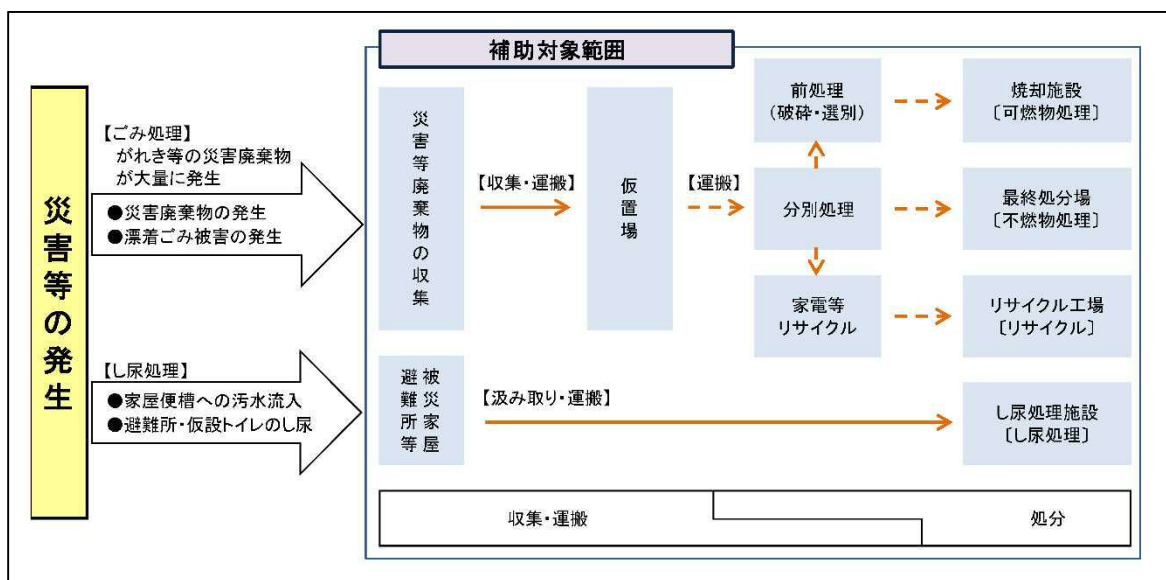 補助対象範囲
災害等の発生
【ごみ処理】
がれき等の災害廃棄物
が大量に発生
●災害廃棄物の発生
●漂着ごみ被害の発生
災害等廃棄物の収集
【収集・運搬】
仮置場
【運搬】
前処理
(破砕・選別)
分別処理
家電等
リサイクル
焼却施設
〔可燃物処理〕
最終処分場
〔不燃物処理〕
リサイクル工場
〔リサイクル〕
【し尿処理】
●家屋便槽への汚水流入
●避難所・仮設トイレのし尿
被災家屋
避難所等
【汲み取り・運搬】
し尿処理施設
〔し尿処理〕
収集・運搬
処分